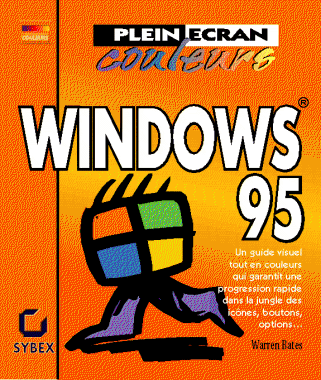 COULEURS
PLEIN ECRAN
couleurs
WINDOWS®
95
Un guide visuel
tout en couleurs
qui garantit une
progression rapide
dans la jungle des
icônes, boutons,
options...
Warren Bates
SYBEX